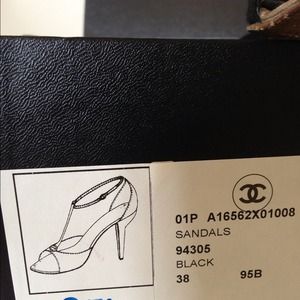 01P A16562X01008
SANDALS
94305
BLACK
38 95B